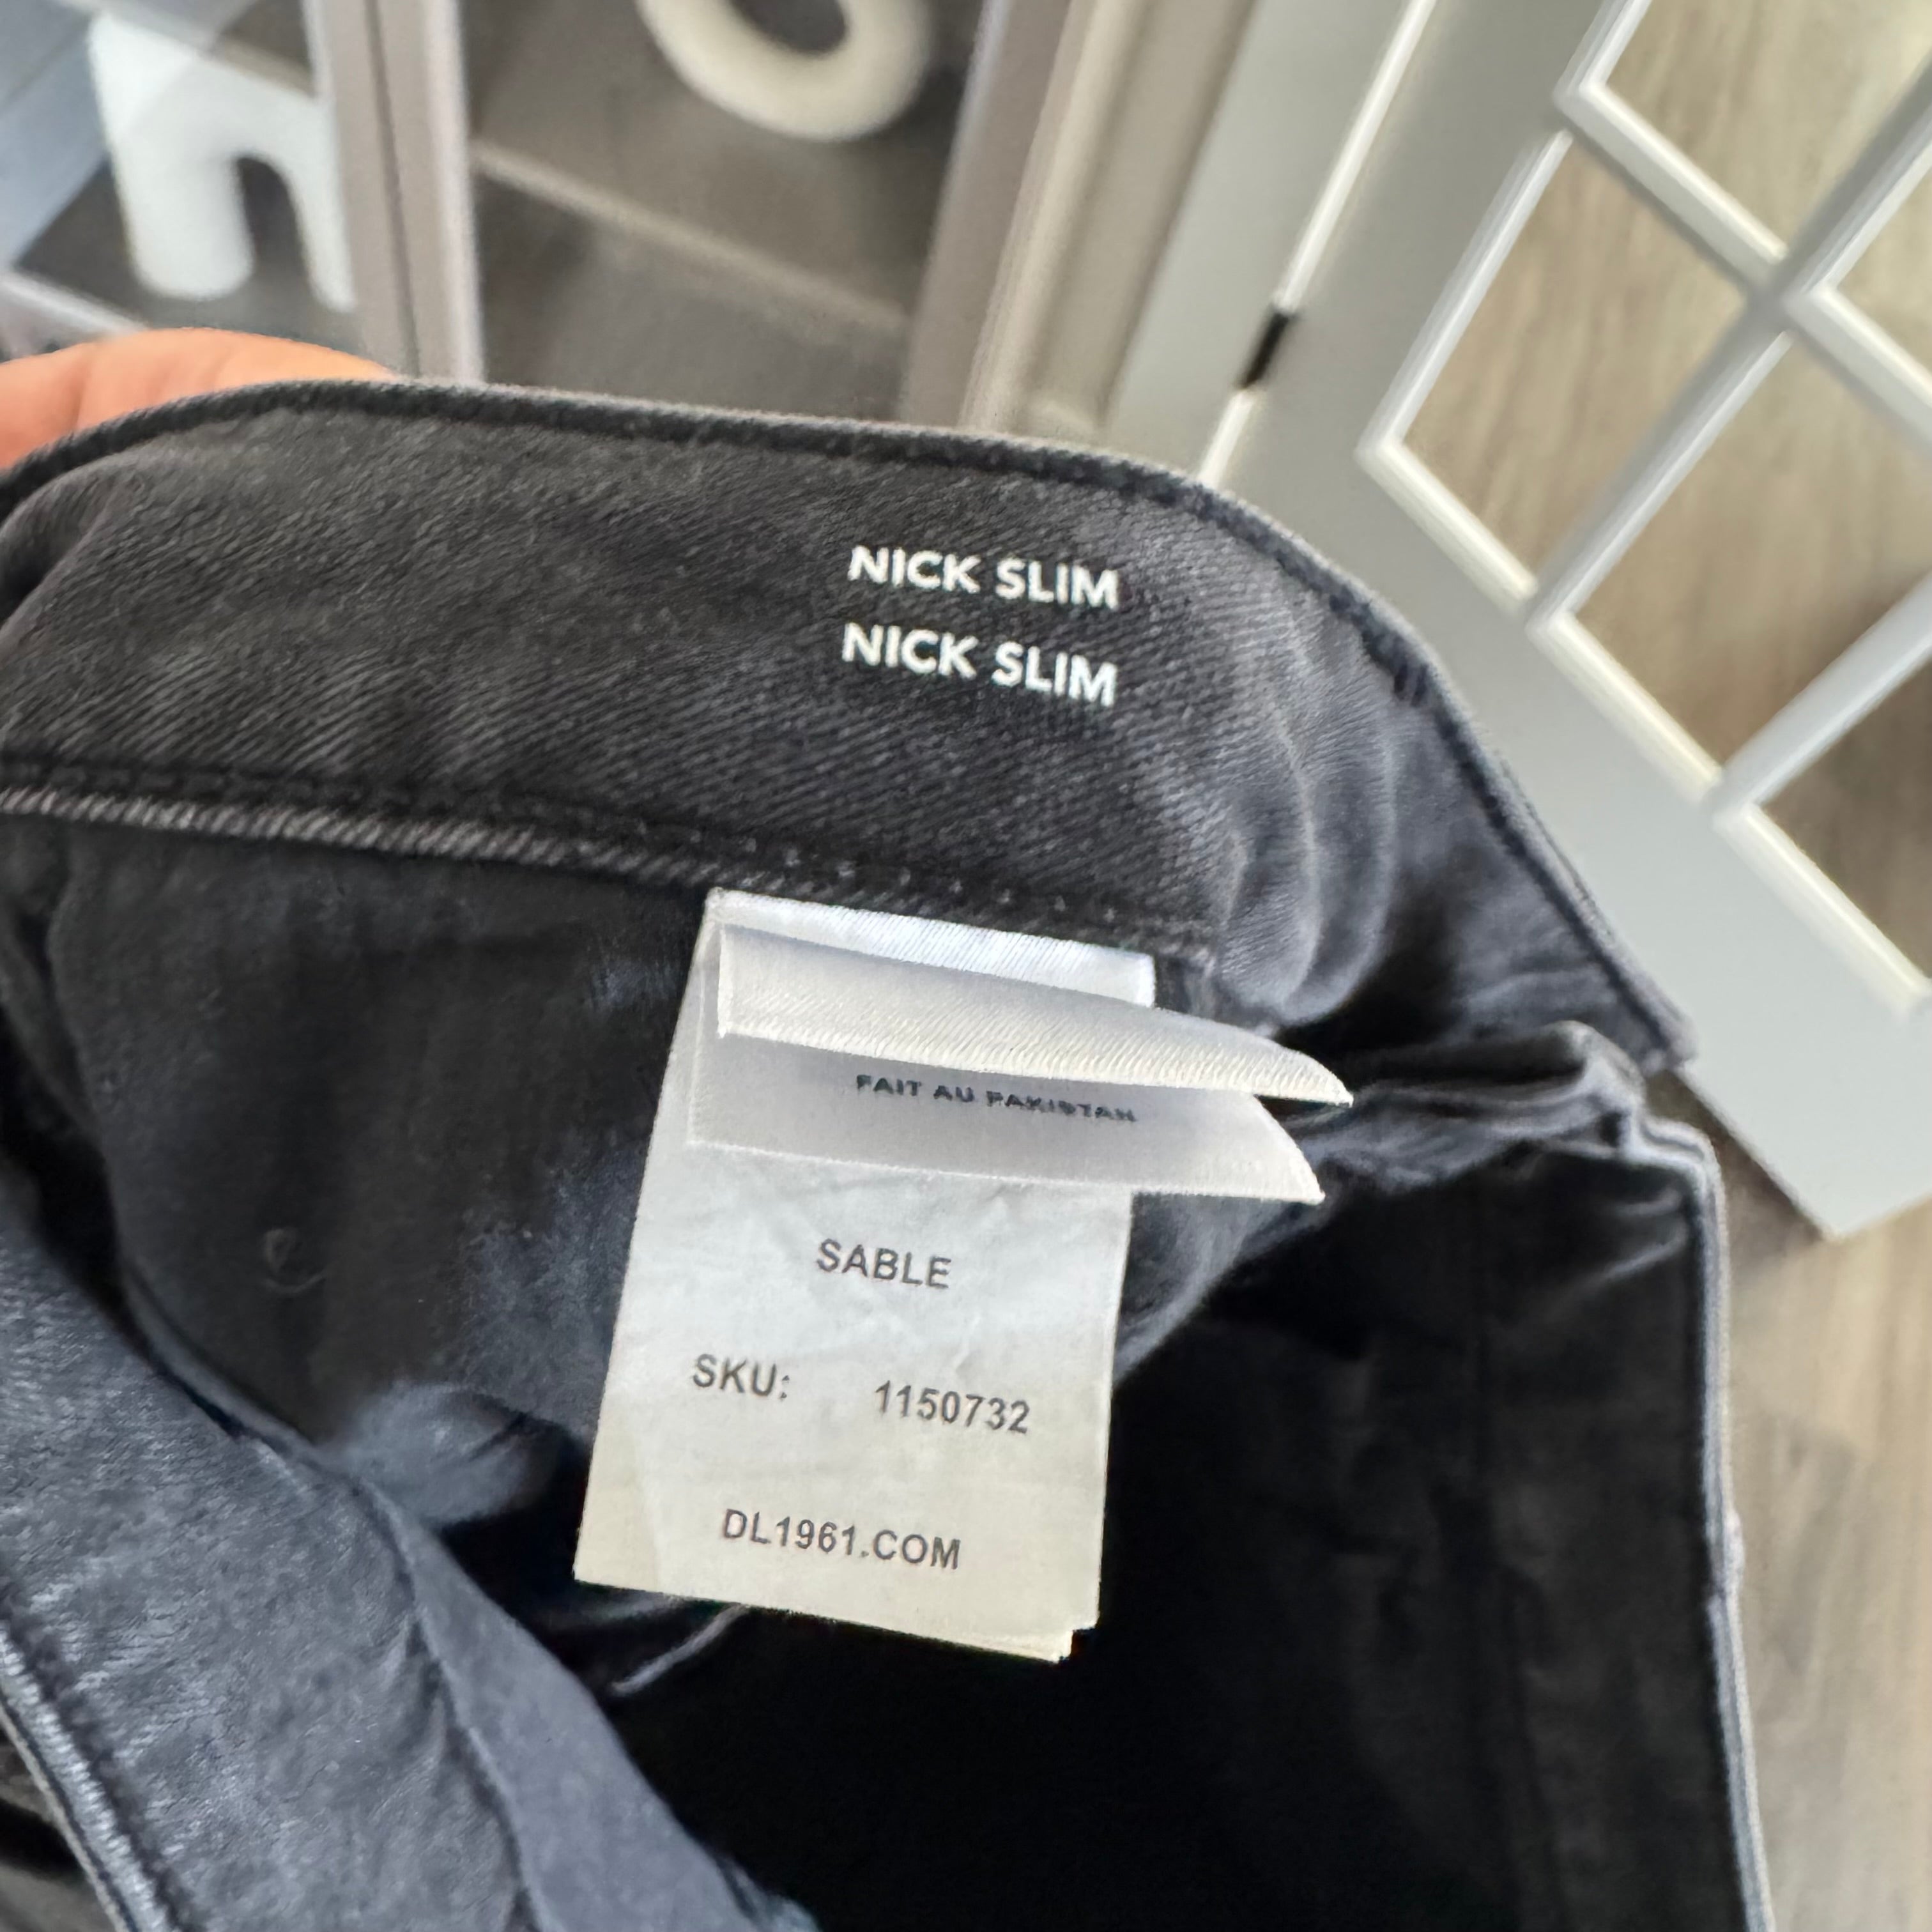 NICK SLIM
NICK SLIM
FAIT AU PAKISTAN
SABLE
SKU: 1150732
DL1961.COM